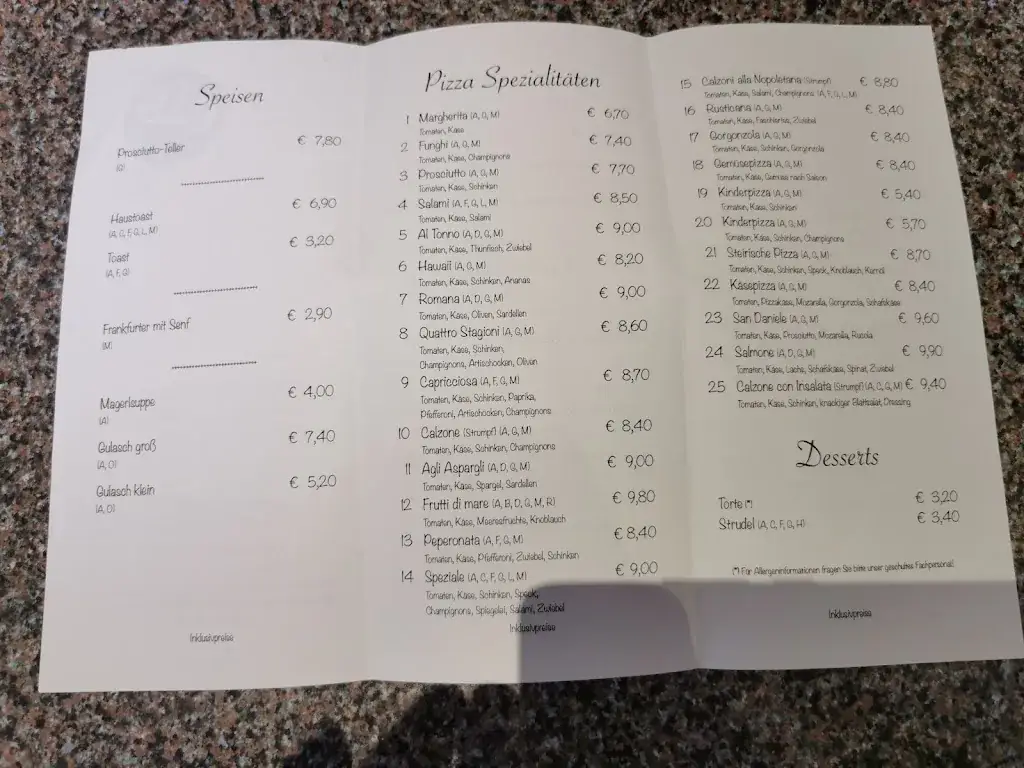 Speisen
Prosciutto-Teller € 7,80
(G)
Haustoast € 6,90
(A, C, F, G, L, M)
Toast € 3,20
(A, F, G)
Frankfurter mit Senf € 2,90
(M)
Magerlsuppe € 4,00
(A)
Gulasch groß € 7,40
(A, O)
Gulasch klein € 5,20
(A, O)
Inklusivpreise
Pizza Spezialitäten
1 Margherita (A, G, M) € 6,70
Tomaten, Käse
2 Funghi (A, G, M) € 7,40
Tomaten, Käse, Champignons
3 Prosciutto (A, G, M) € 7,70
Tomaten, Käse, Schinken
4 Salami (A, F, G, L, M) € 8,50
Tomaten, Käse, Salami
5 Al Tonno (A, D, G, M) € 9,00
Tomaten, Käse, Thunfisch, Zwiebel
6 Hawaii (A, G, M) € 8,20
Tomaten, Käse, Schinken, Ananas
7 Romana (A, D, G, M) € 9,00
Tomaten, Käse, Oliven, Sardellen
8 Quattro Stagioni (A, G, M) € 8,60
Tomaten, Käse, Schinken,
Champignons, Artischocken, Oliven
9 Capricciosa (A, F, G, M) € 8,70
Tomaten, Käse, Schinken, Paprika,
Pfefferoni, Artischocken, Champignons
10 Calzone (Strumpf) (A, G, M) € 8,40
Tomaten, Käse, Schinken, Champignons
11 Agli Aspargli (A, D, G, M) € 9,00
Tomaten, Käse, Spargel, Sardellen
12 Frutti di mare (A, B, D, G, M, R) € 9,80
Tomaten, Käse, Meeresfrüchte, Knoblauch
13 Peperonata (A, F, G, M) € 8,40
Tomaten, Käse, Pfefferoni, Zwiebel, Schinken
14 Speziale (A, C, F, G, L, M) € 9,00
Tomaten, Käse, Schinken, Speck,
Champignons, Spiegelei, Salami, Zwiebel
Inklusivpreise
15 Calzoni alla Nopoletana (Strumpf) € 8,80
Tomaten, Käse, Salami, Champignons (A, F, G, L, M)
16 Rusticana (A, G, M) € 8,40
Tomaten, Käse, Faschiertes, Zwiebel
17 Gorgonzola (A, G, M) € 8,40
Tomaten, Käse, Schinken, Gorgonzola
18 Gemüsepizza (A, G, M) € 8,40
Tomaten, Käse, Gemüse nach Saison
19 Kinderpizza (A, G, M) € 5,40
Tomaten, Käse, Schinken
20 Kinderpizza (A, G, M) € 5,70
Tomaten, Käse, Schinken, Champignons
21 Steirische Pizza (A, G, M) € 8,70
Tomaten, Käse, Schinken, Speck, Knoblauch, Kernöl
22 Käsepizza (A, G, M) € 8,40
Tomaten, Pizzakäse, Mozarella, Gorgonzola, Schafskäse
23 San Daniele (A, G, M) € 9,60
Tomaten, Käse, Prosciutto, Mozarella, Rucola
24 Salmone (A, D, G, M) € 9,90
Tomaten, Käse, Lachs, Schafskäse, Spinat, Zwiebel
25 Calzone con Insalata (Strumpf) (A, C, G, M) € 9,40
Tomaten, Käse, Schinken, knackiger Blattsalat, Dressing
Desserts
Torte (*) € 3,20
Strudel (A, C, F, G, H) € 3,40
(*) Für Allergeninformationen fragen Sie bitte unser geschultes Fachpersonal!
Inklusivpreise